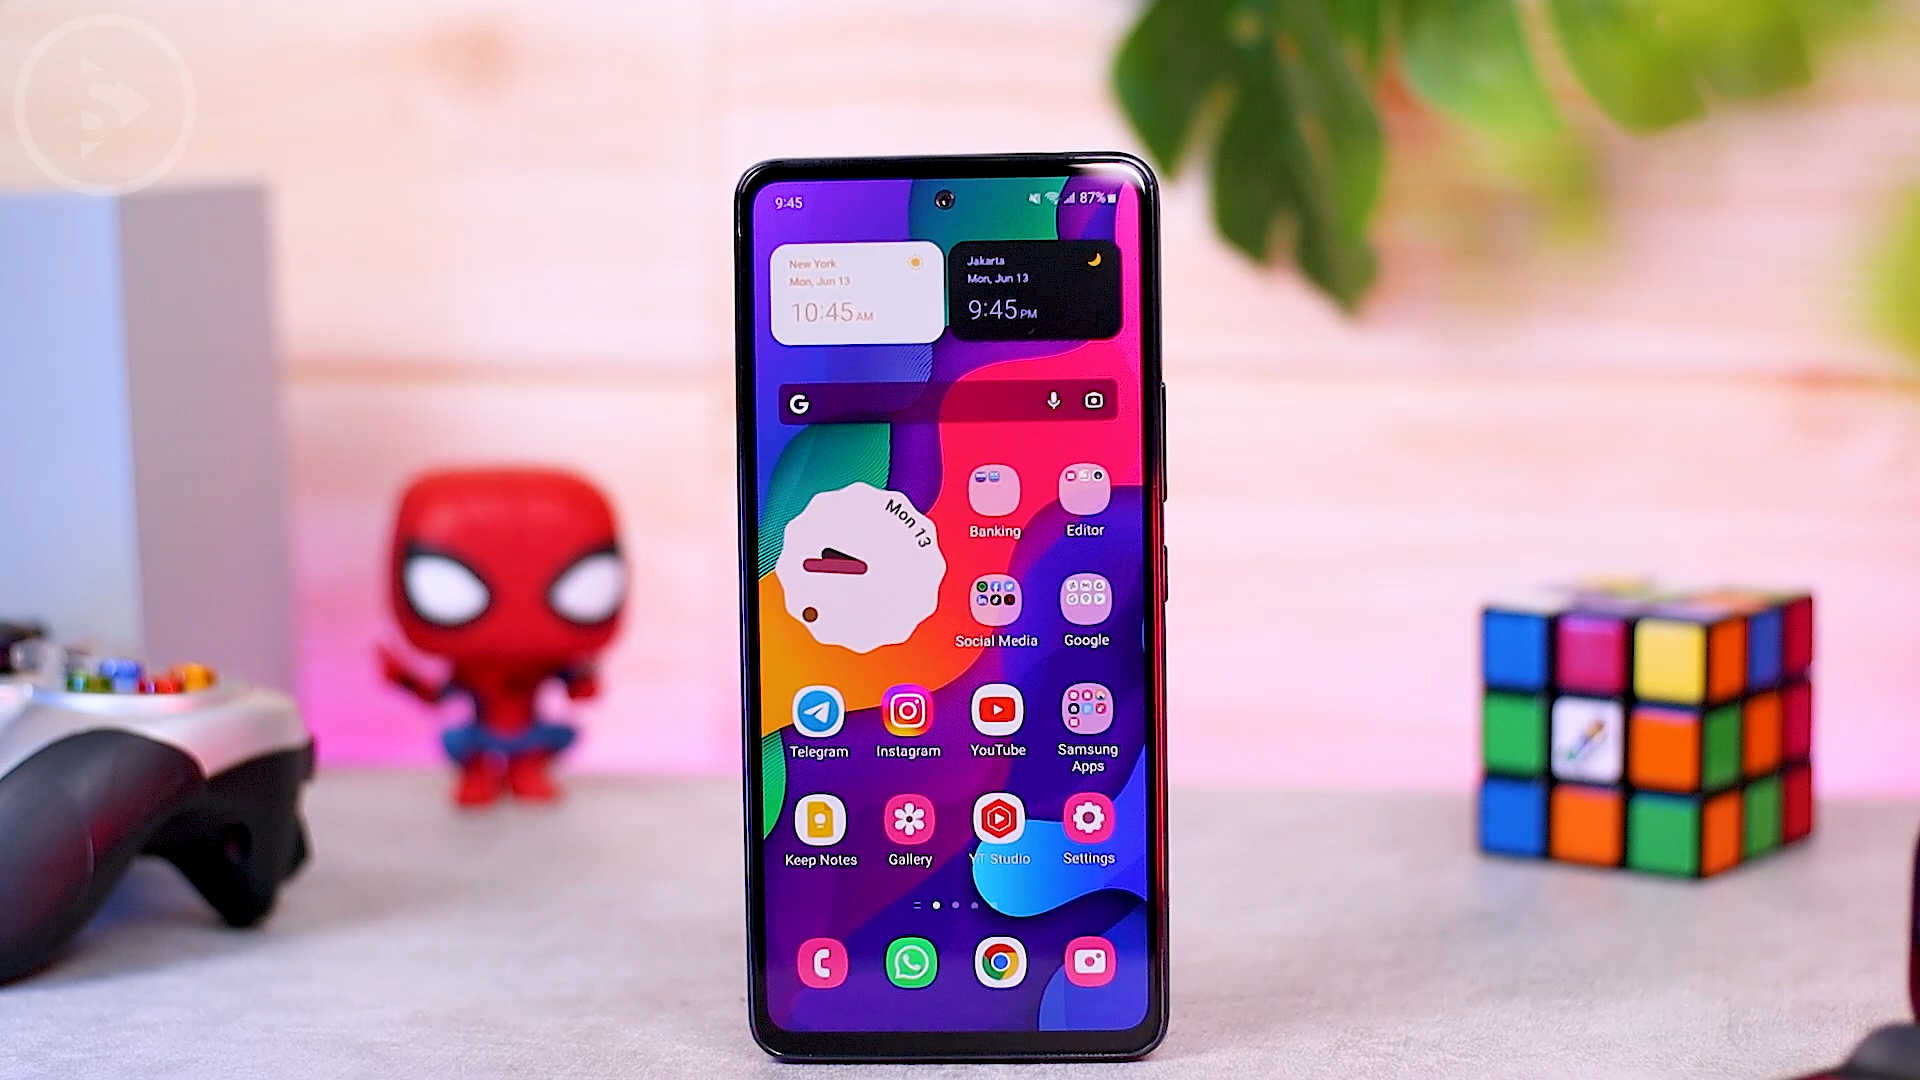 9:45
87%
New York
Mon, Jun 13
10:45 AM
Jakarta
Mon, Jun 13
9:45 PM
G
Mon 13
Banking
Editor
Social Media
Google
Telegram
Instagram
YouTube
Samsung Apps
Keep Notes
Gallery
YT Studio
Settings